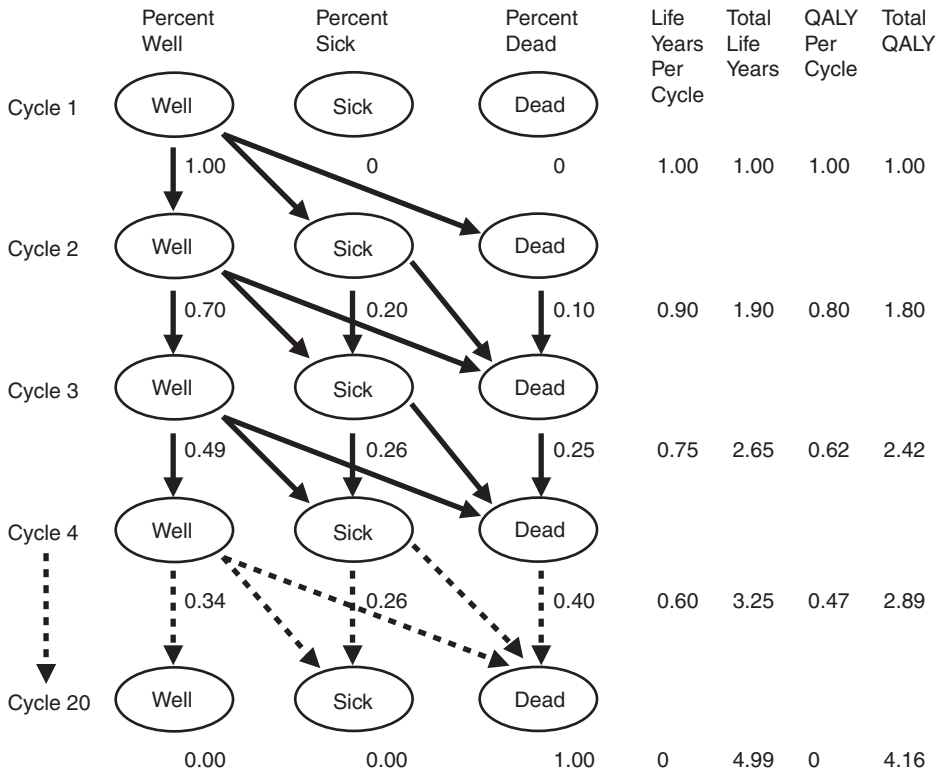 Percent Well Percent Sick Percent Dead Life Years Per Cycle Total Life Years QALY Per Cycle Total QALY
Cycle 1 Well Sick Dead
1.00 0 0 1.00 1.00 1.00 1.00
Cycle 2 Well Sick Dead
0.70 0.20 0.10 0.90 1.90 0.80 1.80
Cycle 3 Well Sick Dead
0.49 0.26 0.25 0.75 2.65 0.62 2.42
Cycle 4 Well Sick Dead
0.34 0.26 0.40 0.60 3.25 0.47 2.89
Cycle 20 Well Sick Dead
0.00 0.00 1.00 0 4.99 0 4.16